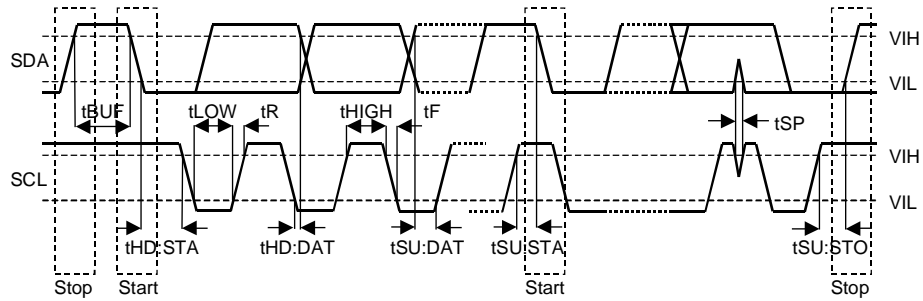 SDA
VIH
VIL
tBUF
tLOW
tR
tHIGH
tF
tSP
SCL
VIH
VIL
tHD:STA
tHD:DAT
tSU:DAT
tSU:STA
tSU:STO
Stop
Start
Start
Stop